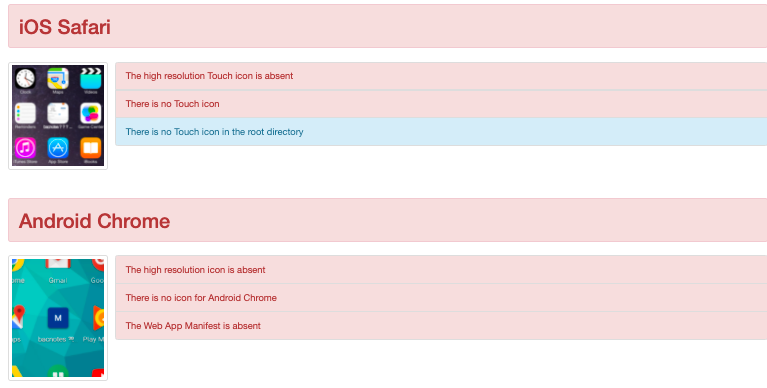 iOS Safari
Clock Maps Videos
Reminders Game Center
iTunes Store App Store iBooks
The high resolution Touch icon is absent
There is no Touch icon
There is no Touch icon in the root directory
Android Chrome
ome Gmail Goo
M
aps bacnotes Play M
The high resolution icon is absent
There is no icon for Android Chrome
The Web App Manifest is absent